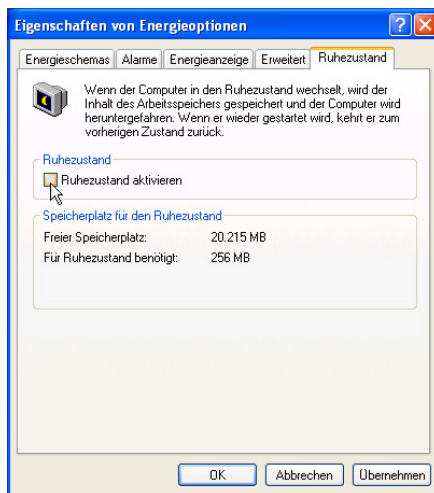 Eigenschaften von Energieoptionen
Energieschemas Alarme Energieanzeige Erweitert Ruhezustand
Wenn der Computer in den Ruhezustand wechselt, wird der
Inhalt des Arbeitsspeichers gespeichert und der Computer wird
heruntergefahren. Wenn er wieder gestartet wird, kehrt er zum
vorherigen Zustand zurück.
Ruhezustand
Ruhezustand aktivieren
Speicherplatz für den Ruhezustand
Freier Speicherplatz: 20.215 MB
Für Ruhezustand benötigt: 256 MB
OK Abbrechen Übernehmen